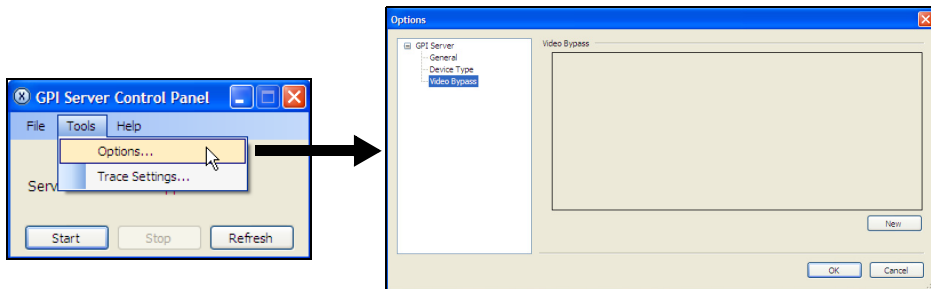 Options
GPI Server
General
Device Type
Video Bypass
Video Bypass
New
OK
Cancel
GPI Server Control Panel
File Tools Help
Options...
Trace Settings...
Serv
Start Stop Refresh